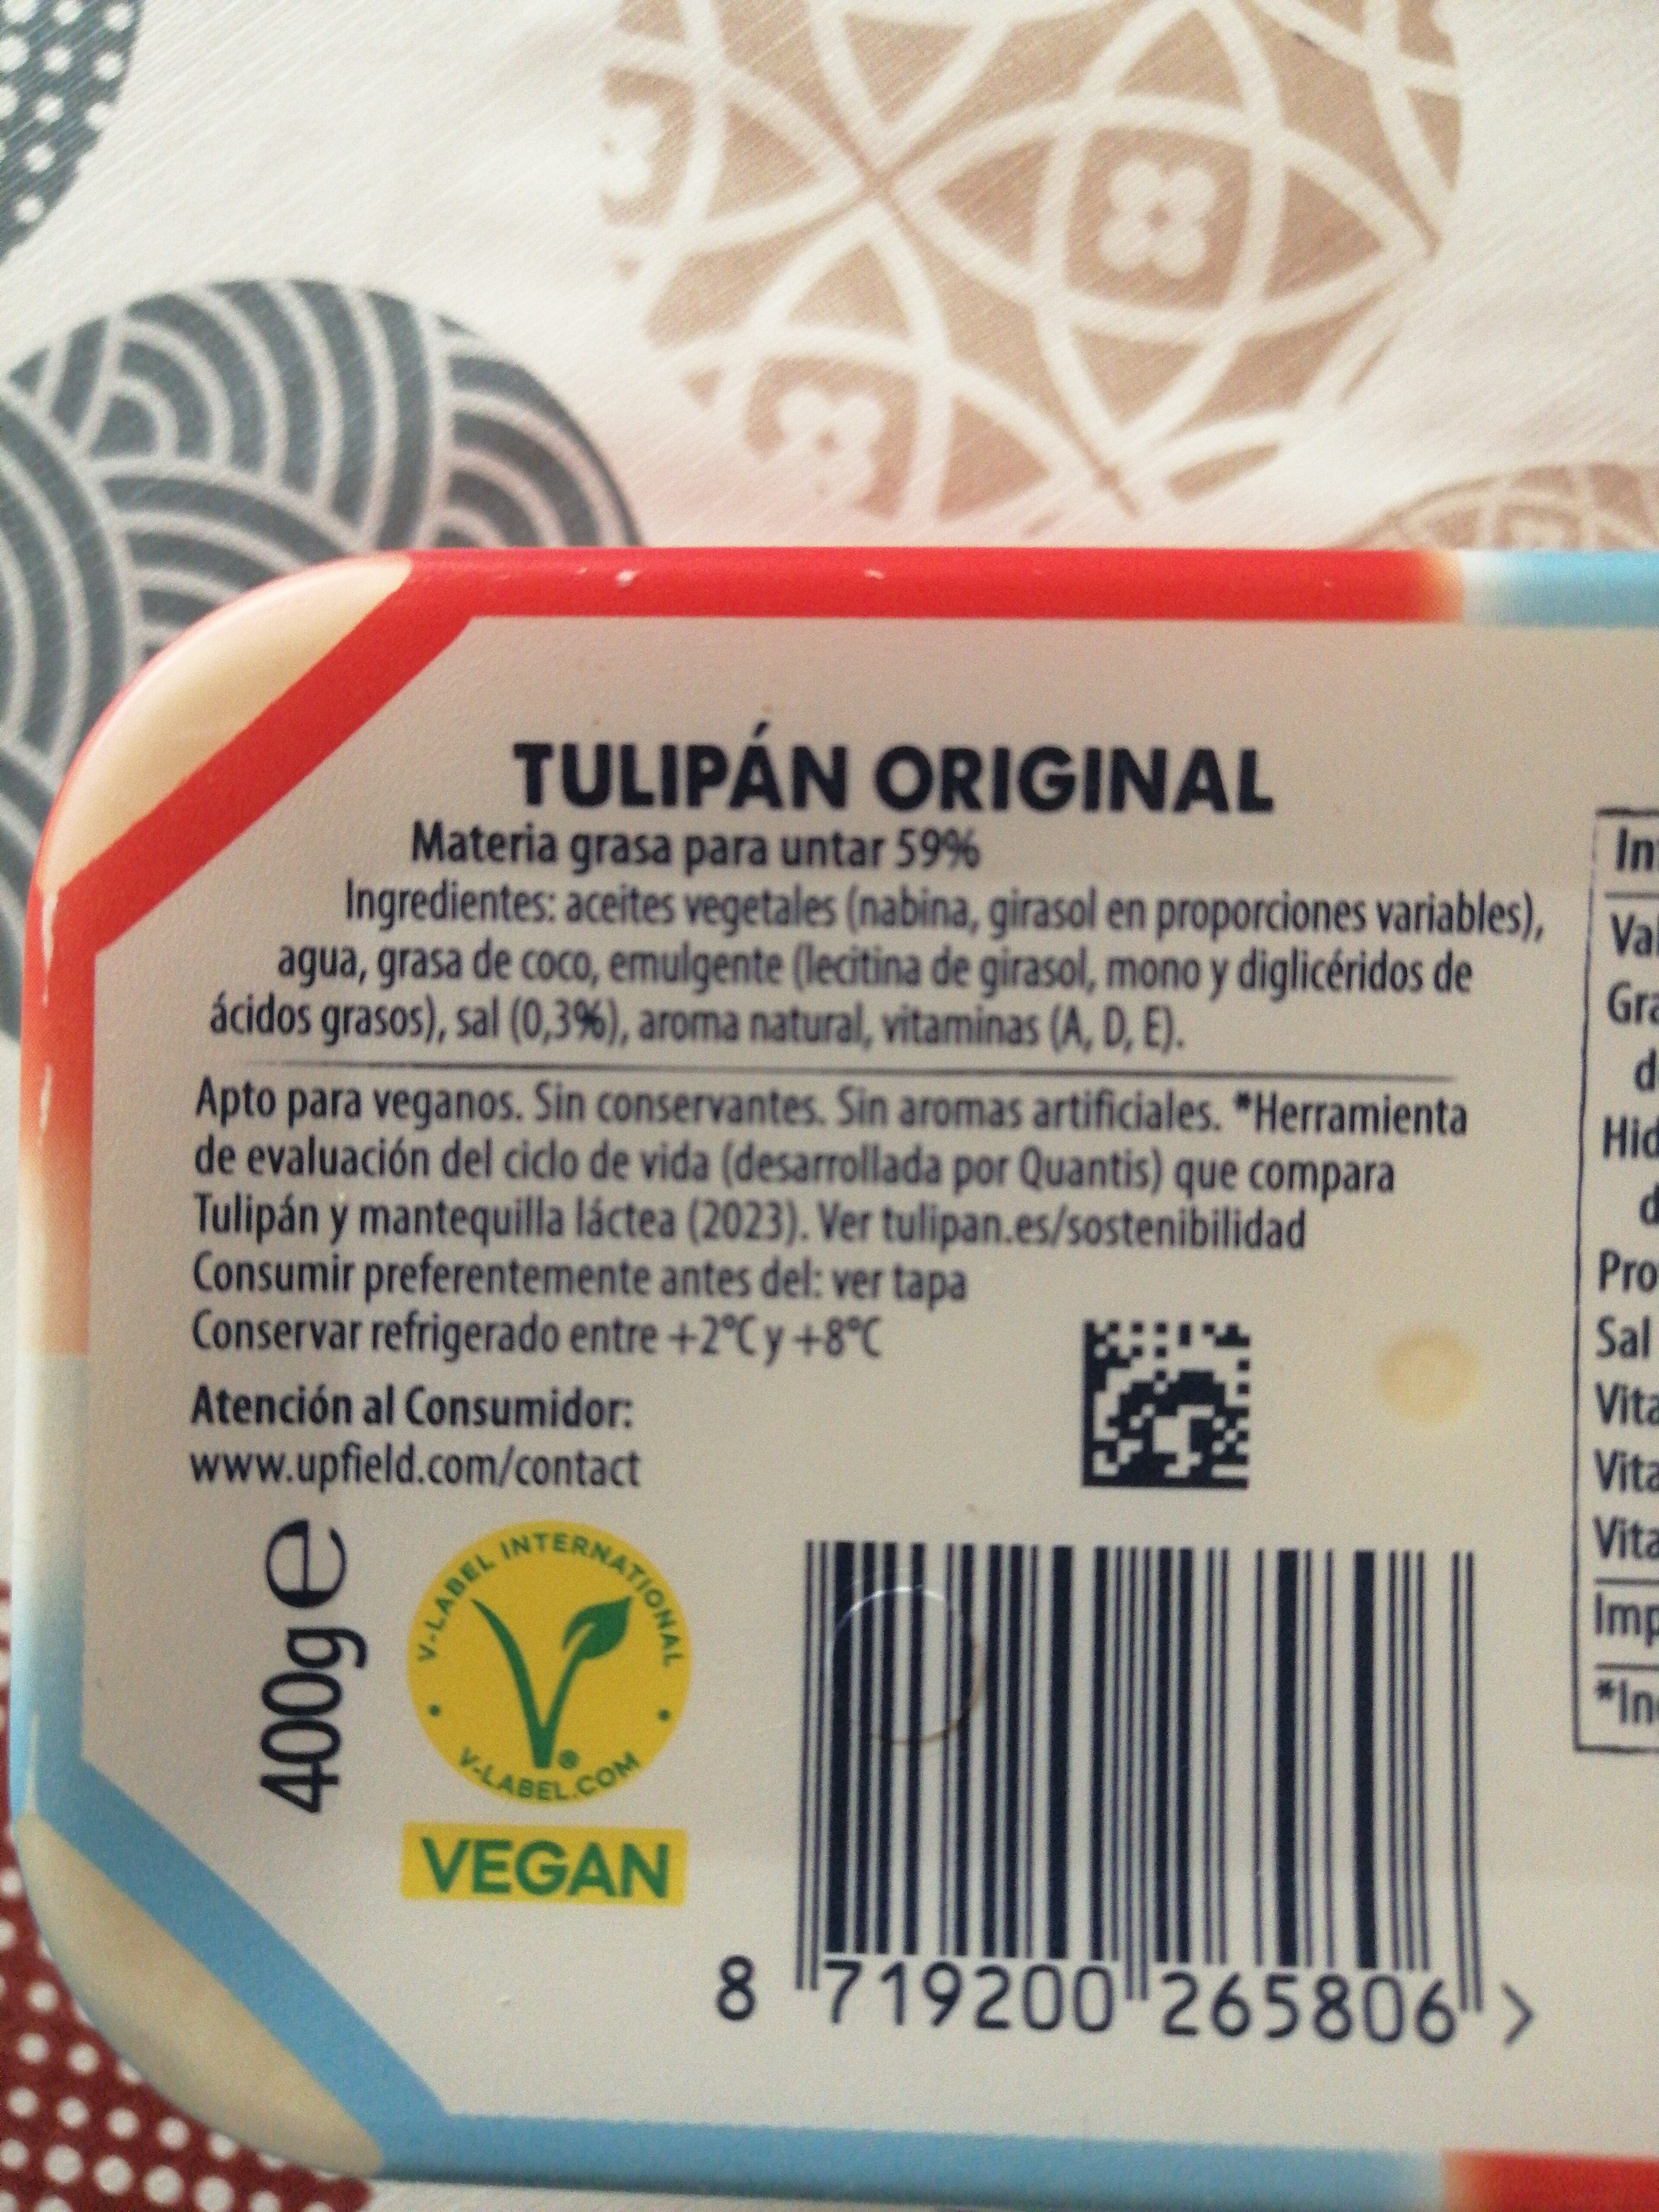 TULIPÁN ORIGINAL
Materia grasa para untar 59%
Ingredientes: aceites vegetales (nabina, girasol en proporciones variables),
agua, grasa de coco, emulgente (lecitina de girasol, mono y diglicéridos de
ácidos grasos), sal (0,3%), aroma natural, vitaminas (A, D, E).
Apto para veganos. Sin conservantes. Sin aromas artificiales. *Herramienta
de evaluación del ciclo de vida (desarrollada por Quantis) que compara
Tulipán y mantequilla láctea (2023). Ver tulipan.es/sostenibilidad
Consumir preferentemente antes del: ver tapa
Conservar refrigerado entre +2°C y +8°C
Atención al Consumidor:
www.upfield.com/contact
400g e
V-LABEL INTERNATIONAL
V-LABEL.COM
VEGAN
8 719200 265806 >
Sal